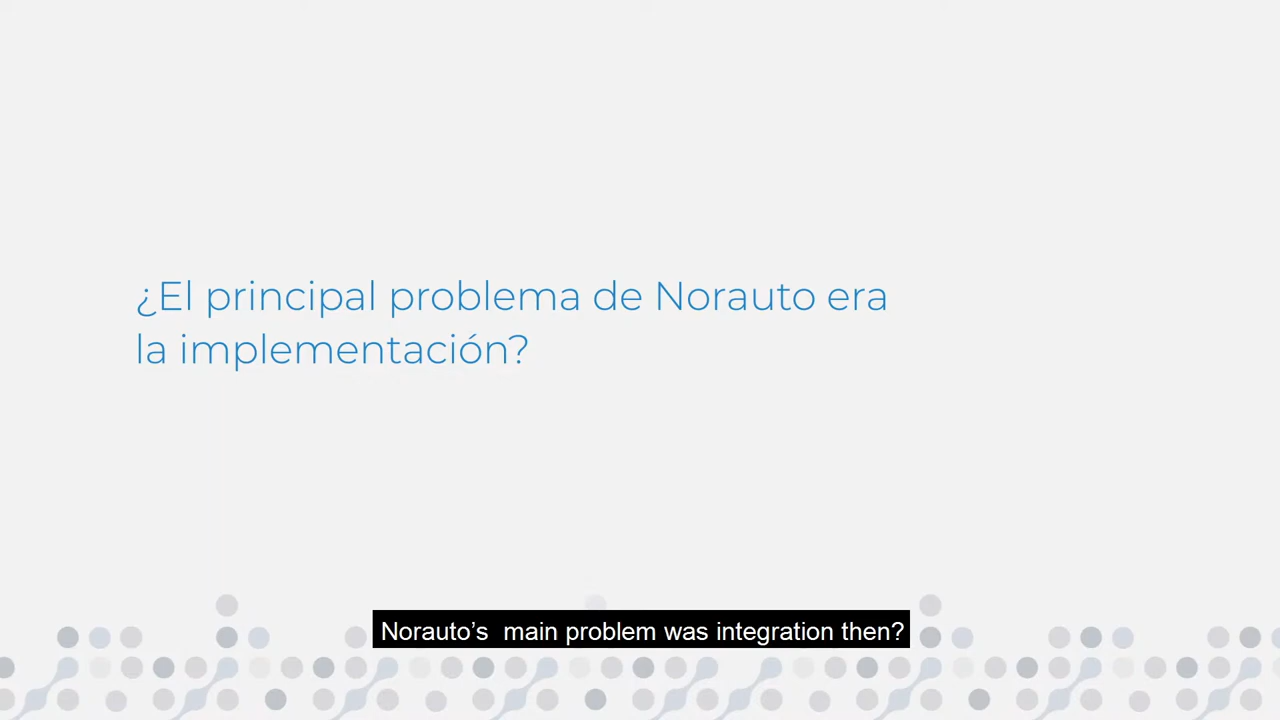 ¿El principal problema de Norauto era
la implementación?
Norauto’s  main problem was integration then?